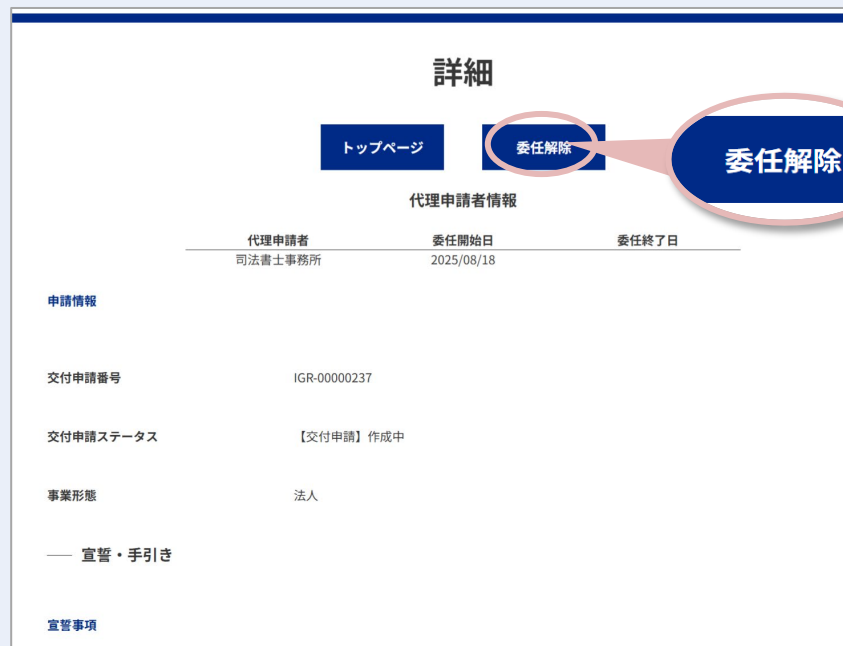 詳細
トップページ 委任解除
委任解除
代理申請者情報
代理申請者 委任開始日 委任終了日
司法書士事務所 2025/08/18
申請情報
交付申請番号 IGR-00000237
交付申請ステータス 【交付申請】作成中
事業形態 法人
宣誓・手引き
宣誓事項